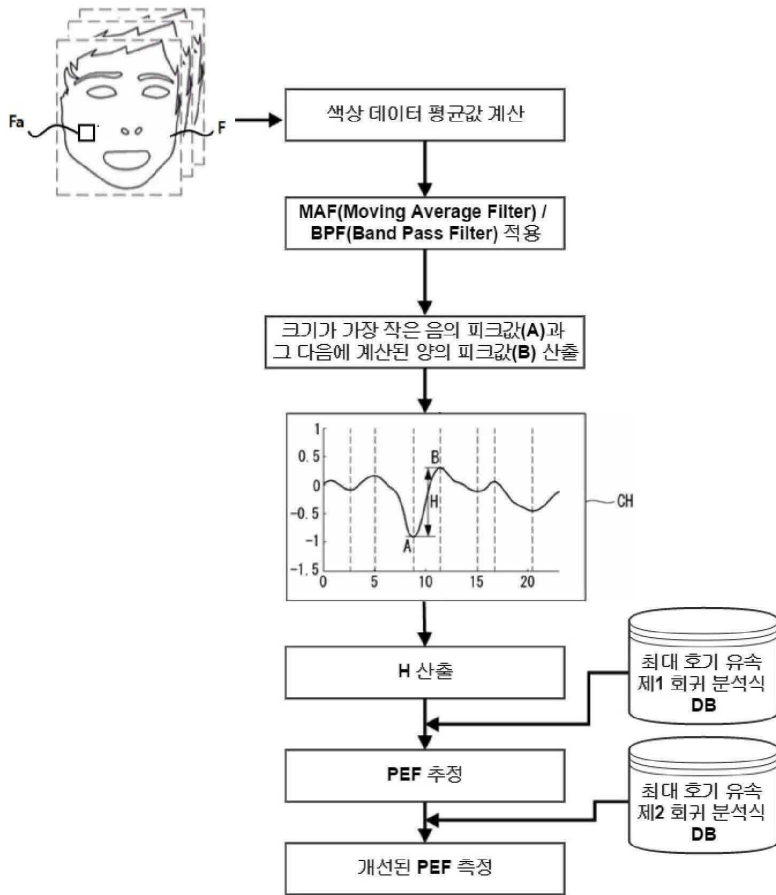 Fa
F
색상 데이터 평균값 계산
MAF(Moving Average Filter) /
BPF(Band Pass Filter) 적용
크기가 가장 작은 음의 피크값(A)과
그 다음에 계산된 양의 피크값(B) 산출
1
0.5
0
-0.5
-1
-1.5
0
5
10
15
20
B
H
A
CH
H 산출
최대 호기 유속
제1 회귀 분석식
DB
PEF 추정
최대 호기 유속
제2 회귀 분석식
DB
개선된 PEF 측정